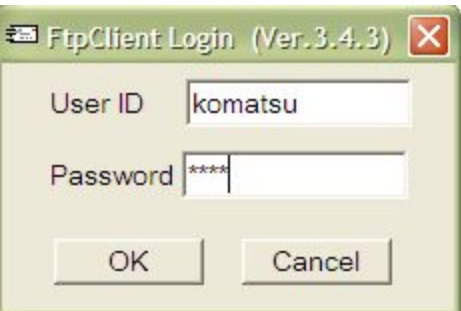 FtpClient Login (Ver.3.4.3)
User ID komatsu
Password ****
OK Cancel